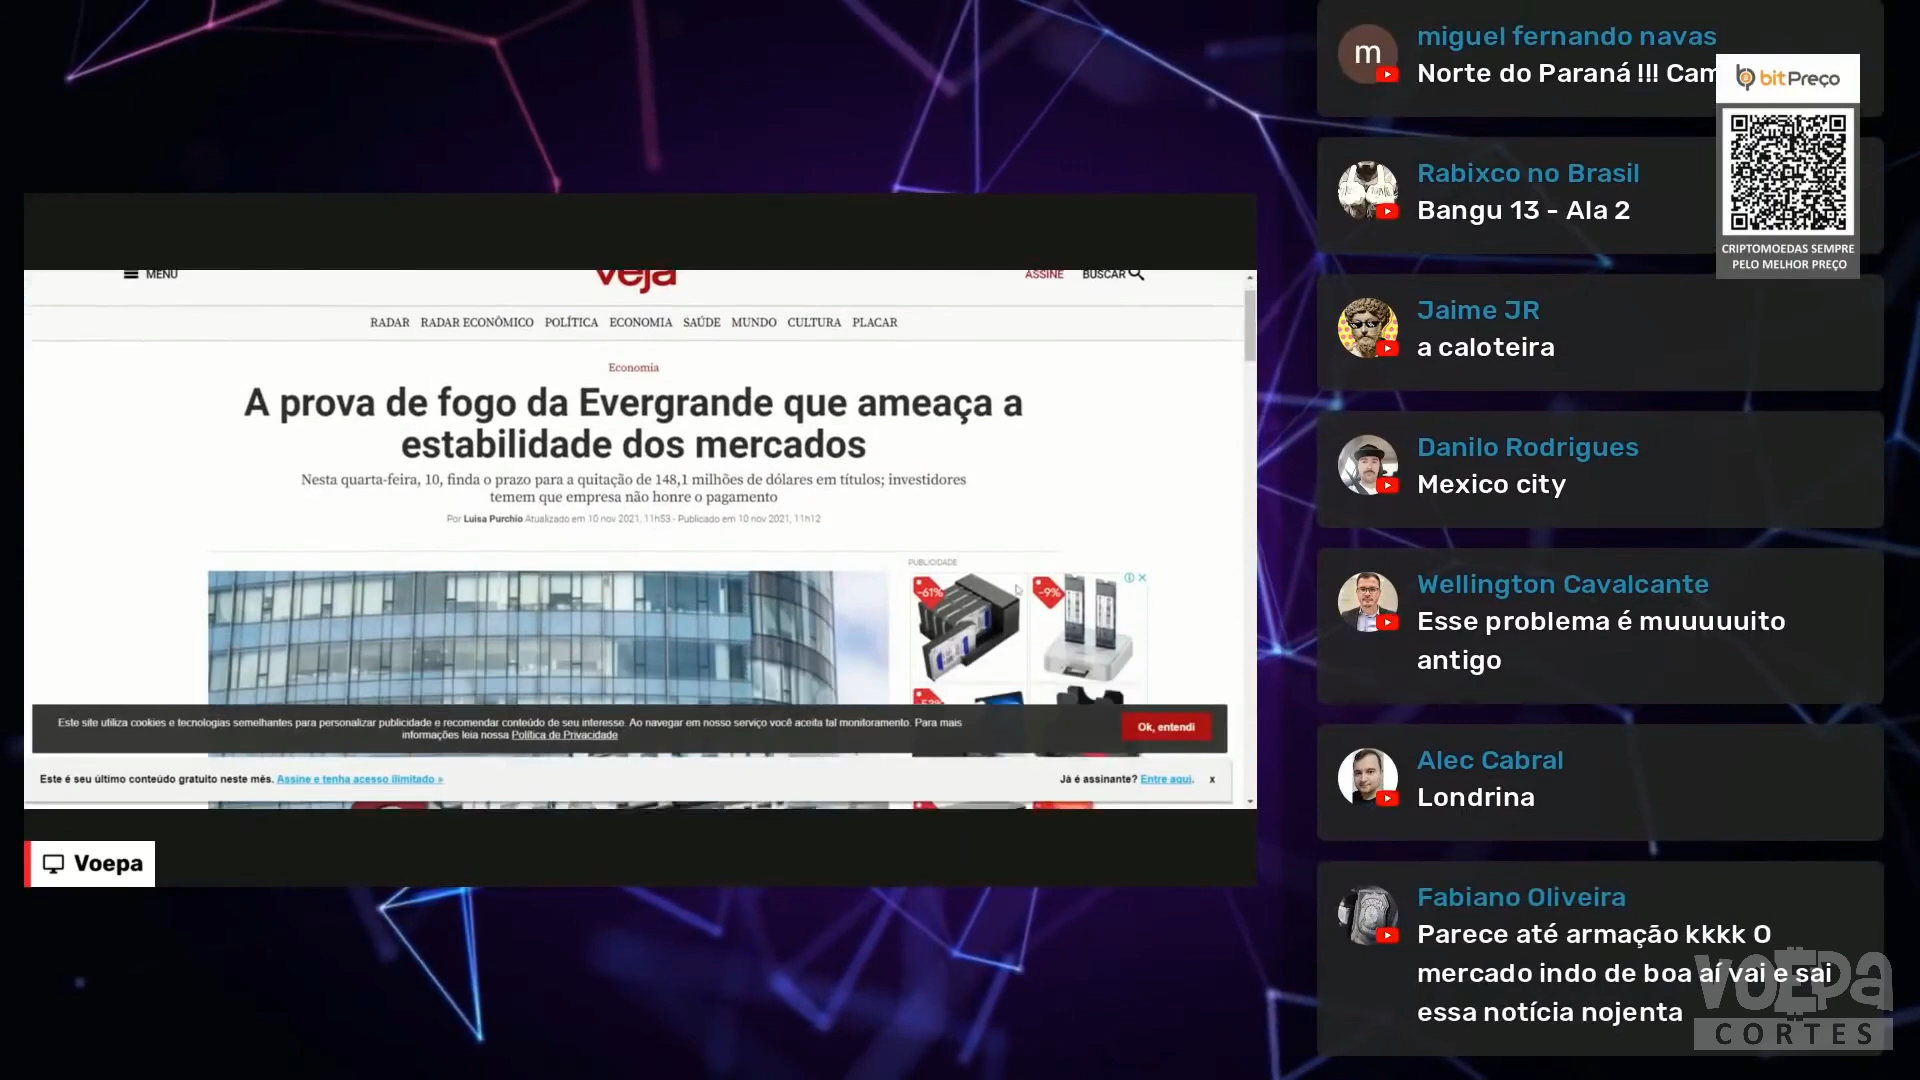 MENU
veja
ASSINE
BUSCAR
RADAR RADAR ECONÔMICO POLÍTICA ECONOMIA SAÚDE MUNDO CULTURA PLACAR
Economia
A prova de fogo da Evergrande que ameaça a
estabilidade dos mercados
Nesta quarta-feira, 10, finda o prazo para a quitação de 148,1 milhões de dólares em títulos; investidores
temem que empresa não honre o pagamento
Por Luisa Purchio Atualizado em 10 nov 2021, 11h53 - Publicado em 10 nov 2021, 11h12
PUBLICIDADE
-61%
-9%
Este site utiliza cookies e tecnologias semelhantes para personalizar publicidade e recomendar conteúdo de seu interesse. Ao navegar em nosso serviço você aceita tal monitoramento. Para mais
informações leia nossa Política de Privacidade
Ok, entendi
Este é seu último conteúdo gratuito neste mês. Assine e tenha acesso ilimitado »
Já é assinante? Entre aqui. x
Voepa
m
miguel fernando navas
Norte do Paraná !!! Cam
bitPreço
CRIPTOMOEDAS SEMPRE
PELO MELHOR PREÇO
Rabixco no Brasil
Bangu 13 - Ala 2
Jaime JR
a caloteira
Danilo Rodrigues
Mexico city
Wellington Cavalcante
Esse problema é muuuuuito
antigo
Alec Cabral
Londrina
Fabiano Oliveira
Parece até armação kkkk O
mercado indo de boa aí vai e sai
essa notícia nojenta
VOEPA
CORTES